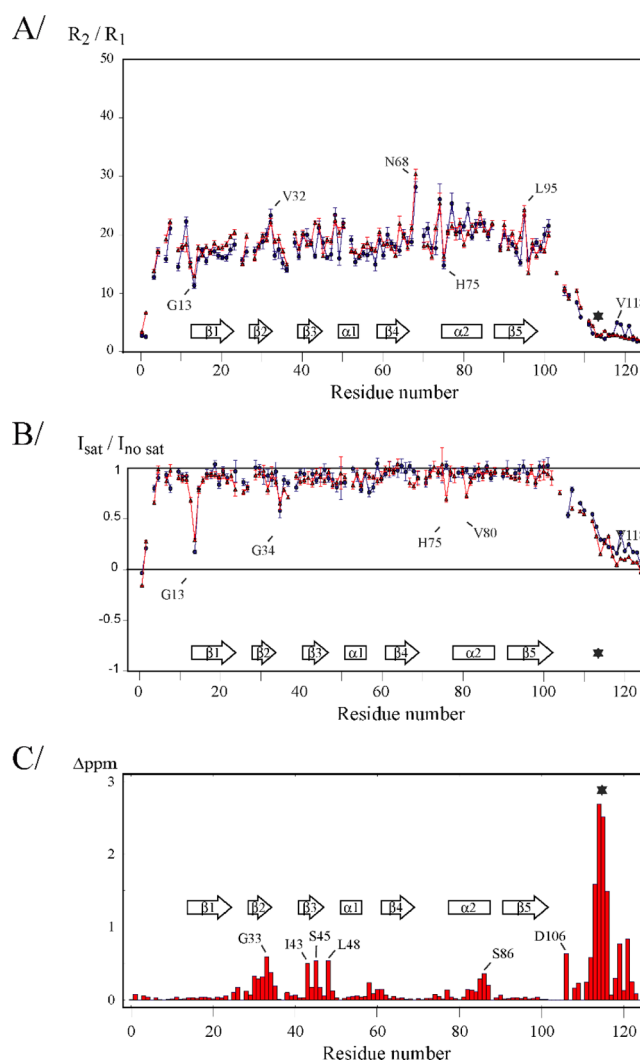 A/ R2 / R1
50
40
30
20
10
0
N68
V32
L95
G13
H75
V118
β1 β2 β3 α1 β4 α2 β5
0 20 40 60 80 100 120
Residue number
B/ Isat / Ino sat
1
0.5
0
-0.5
-1
G34
H75
V80
V118
G13
β1 β2 β3 α1 β4 α2 β5
0 20 40 60 80 100 120
Residue number
C/ Δppm
3
2
1
0
β1 β2 β3 α1 β4 α2 β5
G33
I43
S45
L48
S86
D106
0 20 40 60 80 100 120
Residue number